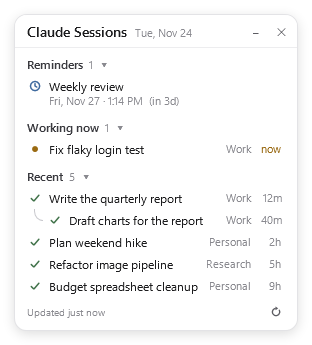 Claude Sessions Tue, Nov 24
Reminders 1
Weekly review
Fri, Nov 27 · 1:14 PM (in 3d)
Working now 1
Fix flaky login test Work now
Recent 5
Write the quarterly report Work 12m
Draft charts for the report Work 40m
Plan weekend hike Personal 2h
Refactor image pipeline Research 5h
Budget spreadsheet cleanup Personal 9h
Updated just now